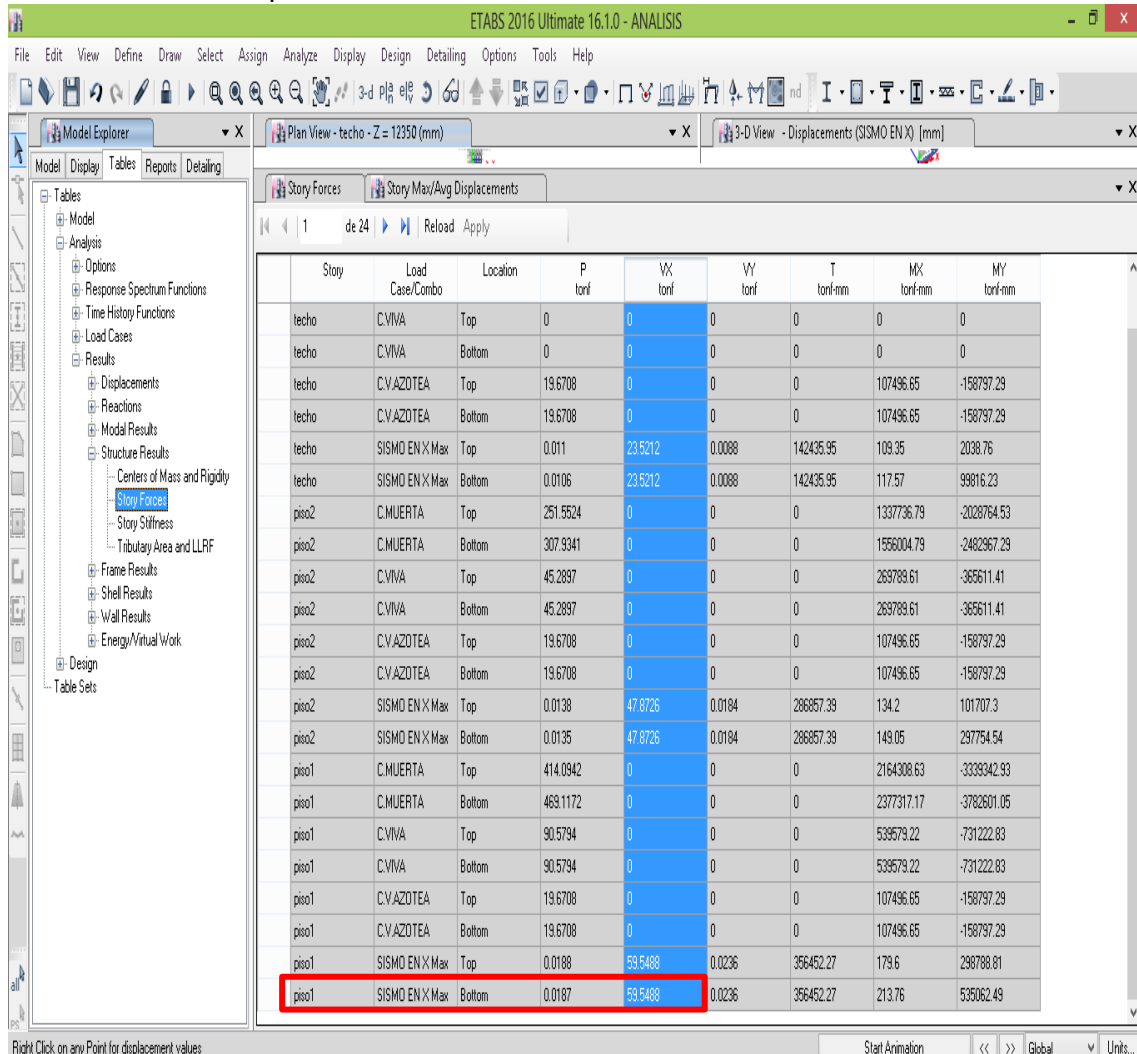 ETABS 2016 Ultimate 16.1.0 - ANALISIS
File Edit View Define Draw Select Assign Analyze Display Design Detailing Options Tools Help
3-d nd
Model Explorer Plan View - techo - Z = 12350 (mm) 3-D View - Displacements (SISMO EN X) [mm]
Model Display Tables Reports Detailing
Story Forces Story Max/Avg Displacements
1 de 24 Reload Apply
Tables
Model
Analysis
Options
Response Spectrum Functions
Time History Functions
Load Cases
Results
Displacements
Reactions
Modal Results
Structure Results
Centers of Mass and Rigidity
Story Forces
Story Stiffness
Tributary Area and LLRF
Frame Results
Shell Results
Wall Results
Energy/Virtual Work
Design
Table Sets
Story Load Case/Combo Location P tonf VX tonf VY tonf T tonf-mm MX tonf-mm MY tonf-mm
techo C.VIVA Top 0 0 0 0 0 0
techo C.VIVA Bottom 0 0 0 0 0 0
techo C.V.AZOTEA Top 19.6708 0 0 0 107496.65 -158797.29
techo C.V.AZOTEA Bottom 19.6708 0 0 0 107496.65 -158797.29
techo SISMO EN X Max Top 0.011 23.5212 0.0088 142435.95 109.35 2038.76
techo SISMO EN X Max Bottom 0.0106 23.5212 0.0088 142435.95 117.57 99816.23
piso2 C.MUERTA Top 251.5524 0 0 0 1337736.79 -2028764.53
piso2 C.MUERTA Bottom 307.9341 0 0 0 1556004.79 -2482967.29
piso2 C.VIVA Top 45.2897 0 0 0 269789.61 -365611.41
piso2 C.VIVA Bottom 45.2897 0 0 0 269789.61 -365611.41
piso2 C.V.AZOTEA Top 19.6708 0 0 0 107496.65 -158797.29
piso2 C.V.AZOTEA Bottom 19.6708 0 0 0 107496.65 -158797.29
piso2 SISMO EN X Max Top 0.0138 47.8726 0.0184 286857.39 134.2 101707.3
piso2 SISMO EN X Max Bottom 0.0135 47.8726 0.0184 286857.39 149.05 297754.54
piso1 C.MUERTA Top 414.0942 0 0 0 2164308.63 -3339342.93
piso1 C.MUERTA Bottom 469.1172 0 0 0 2377317.17 -3782601.05
piso1 C.VIVA Top 90.5794 0 0 0 539579.22 -731222.83
piso1 C.VIVA Bottom 90.5794 0 0 0 539579.22 -731222.83
piso1 C.V.AZOTEA Top 19.6708 0 0 0 107496.65 -158797.29
piso1 C.V.AZOTEA Bottom 19.6708 0 0 0 107496.65 -158797.29
piso1 SISMO EN X Max Top 0.0188 59.5488 0.0236 356452.27 179.6 298788.81
piso1 SISMO EN X Max Bottom 0.0187 59.5488 0.0236 356452.27 213.76 535062.49
all
PS
Right Click on any Point for displacement values Start Animation << >> Global Units...